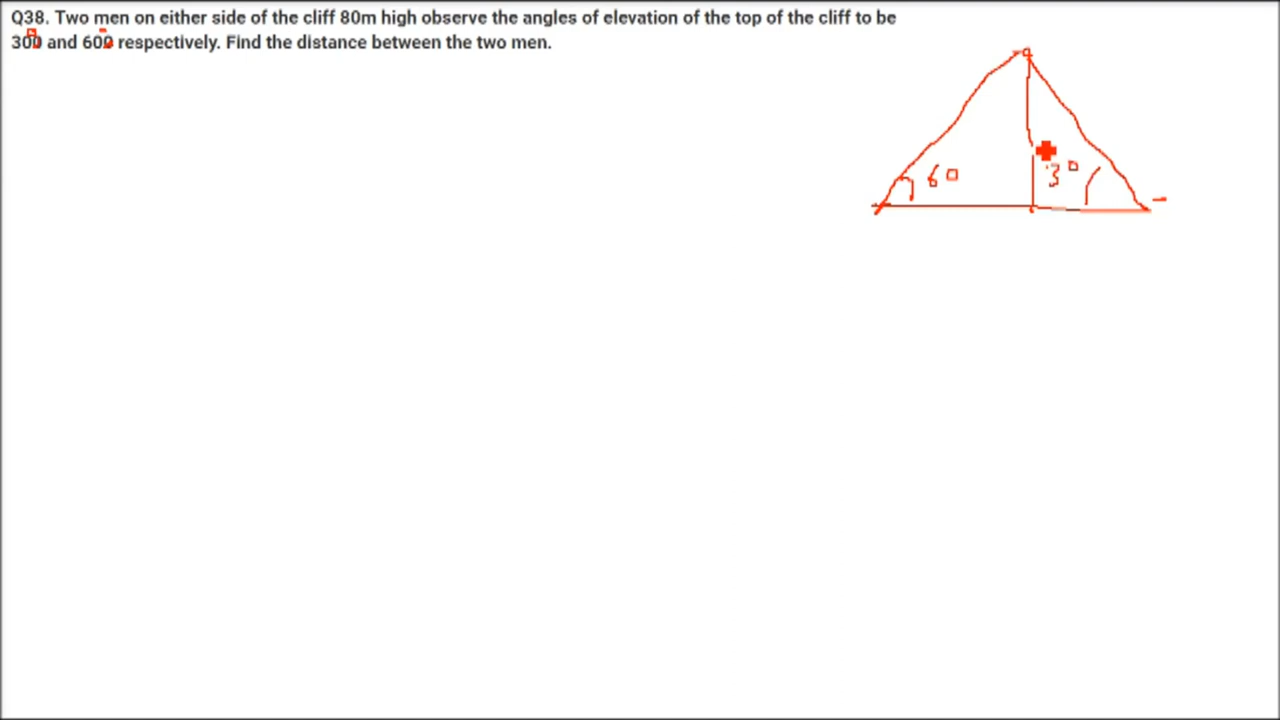 Q38. Two men on either side of the cliff 80m high observe the angles of elevation of the top of the cliff to be
300 and 600 respectively. Find the distance between the two men.
60 30